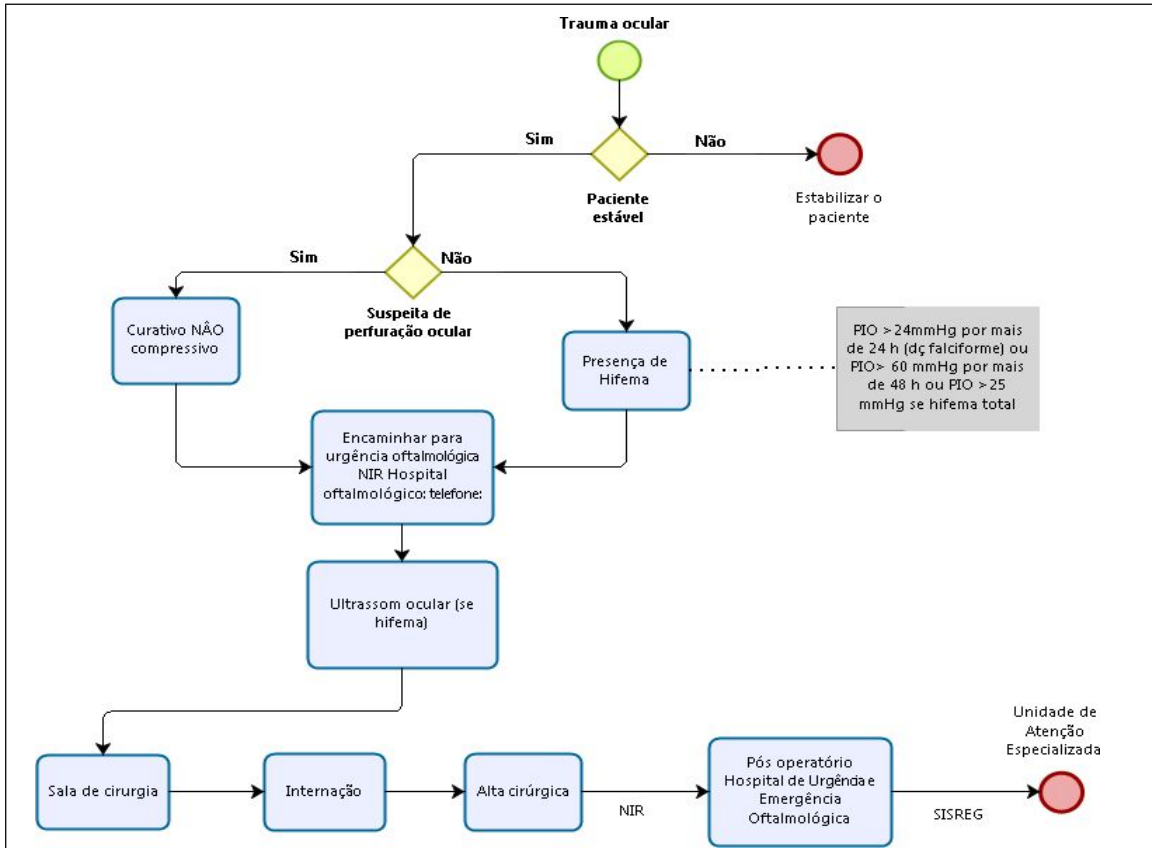 Trauma ocular
Sim
Não
Paciente
estável
Estabilizar o
paciente
Sim
Não
Suspeita de
perfuração ocular
Curativo NÂO
compressivo
Presença de
Hifema
PIO >24mmHg por mais
de 24 h (dç falciforme) ou
PIO> 60 mmHg por mais
de 48 h ou PIO >25
mmHg se hifema total
Encaminhar para
urgência oftalmológica
NIR Hospital
oftalmológico: telefone:
Ultrassom ocular (se
hifema)
Sala de cirurgia
Internação
Alta cirúrgica
NIR
Pós operatório
Hospital de Urgência e
Emergência
Oftalmológica
SISREG
Unidade de
Atenção
Especializada